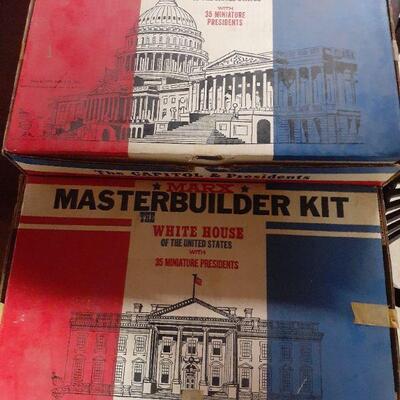 WITH
35 MINIATURE
PRESIDENTS
The CAPITOL & Presidents
★ MARX ★
MASTERBUILDER KIT
THE
WHITE HOUSE
OF THE UNITED STATES
WITH
35 MINIATURE PRESIDENTS